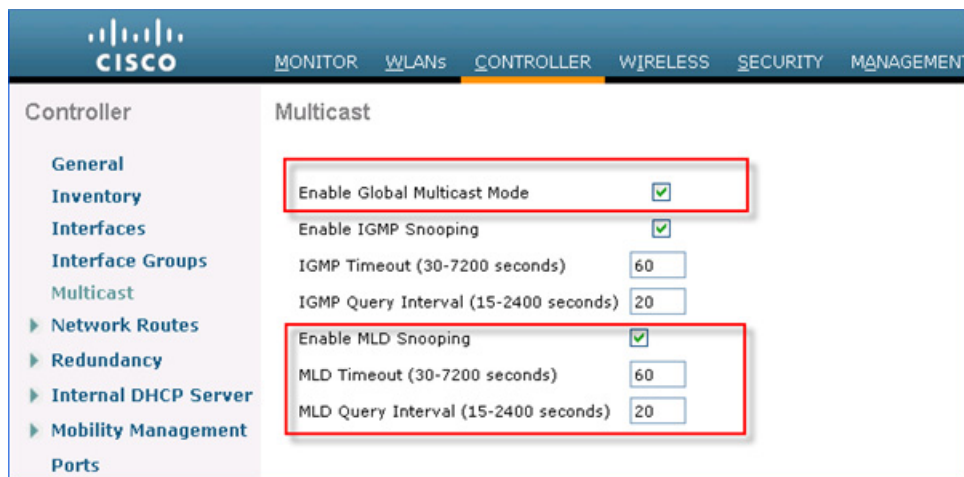 CISCO
MONITOR WLANs CONTROLLER WIRELESS SECURITY MANAGEMENT
Controller
General
Inventory
Interfaces
Interface Groups
Multicast
Network Routes
Redundancy
Internal DHCP Server
Mobility Management
Ports
Multicast
Enable Global Multicast Mode
Enable IGMP Snooping
IGMP Timeout (30-7200 seconds) 60
IGMP Query Interval (15-2400 seconds) 20
Enable MLD Snooping
MLD Timeout (30-7200 seconds) 60
MLD Query Interval (15-2400 seconds) 20